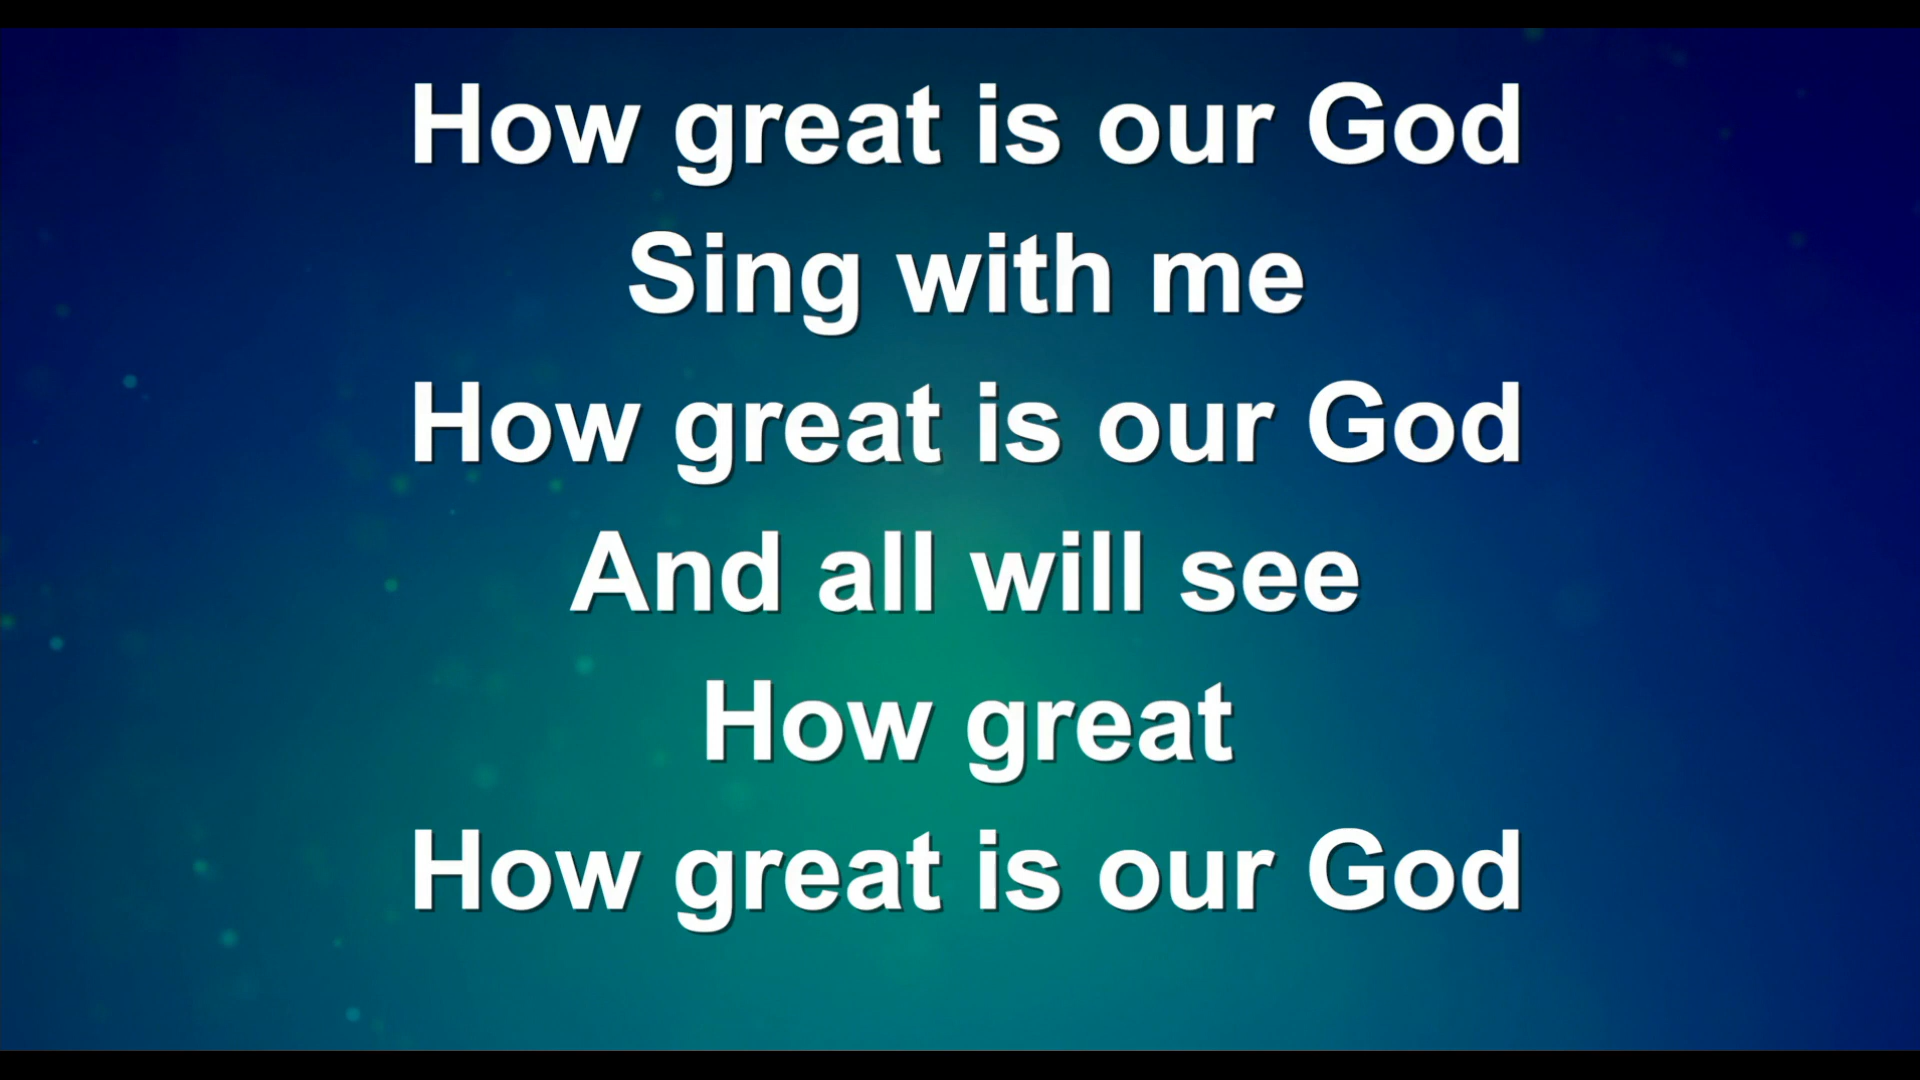 How great is our God
Sing with me
How great is our God
And all will see
How great
How great is our God